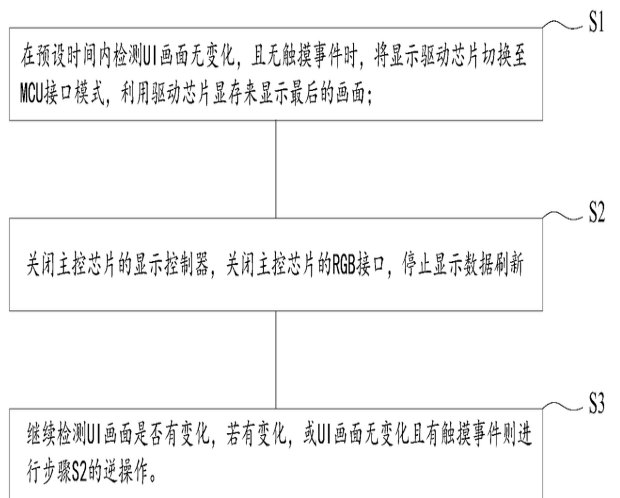 S1
在预设时间内检测UI画面无变化，且无触摸事件时，将显示驱动芯片切换至
MCU接口模式，利用驱动芯片显存来显示最后的画面；
S2
关闭主控芯片的显示控制器，关闭主控芯片的RGB接口，停止显示数据刷新
S3
继续检测UI画面是否有变化，若有变化，或UI画面无变化且有触摸事件则进
行步骤S2的逆操作。